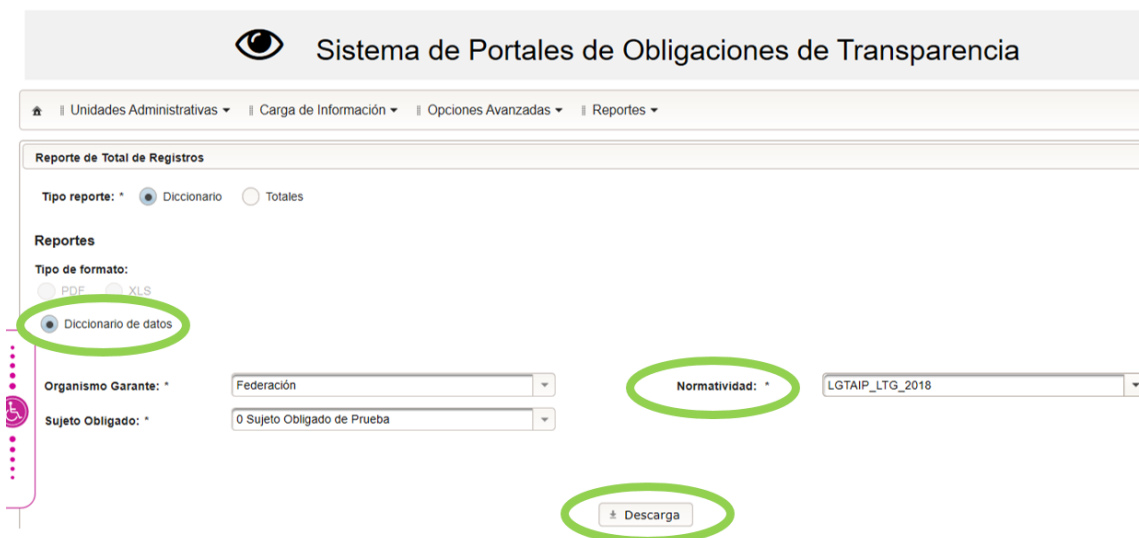 Sistema de Portales de Obligaciones de Transparencia
Unidades Administrativas Carga de Información Opciones Avanzadas Reportes
Reporte de Total de Registros
Tipo reporte: * Diccionario Totales
Reportes
Tipo de formato:
PDF XLS
Diccionario de datos
Organismo Garante: * Federación Normatividad: * LGTAIP_LTG_2018
Sujeto Obligado: * 0 Sujeto Obligado de Prueba
Descarga